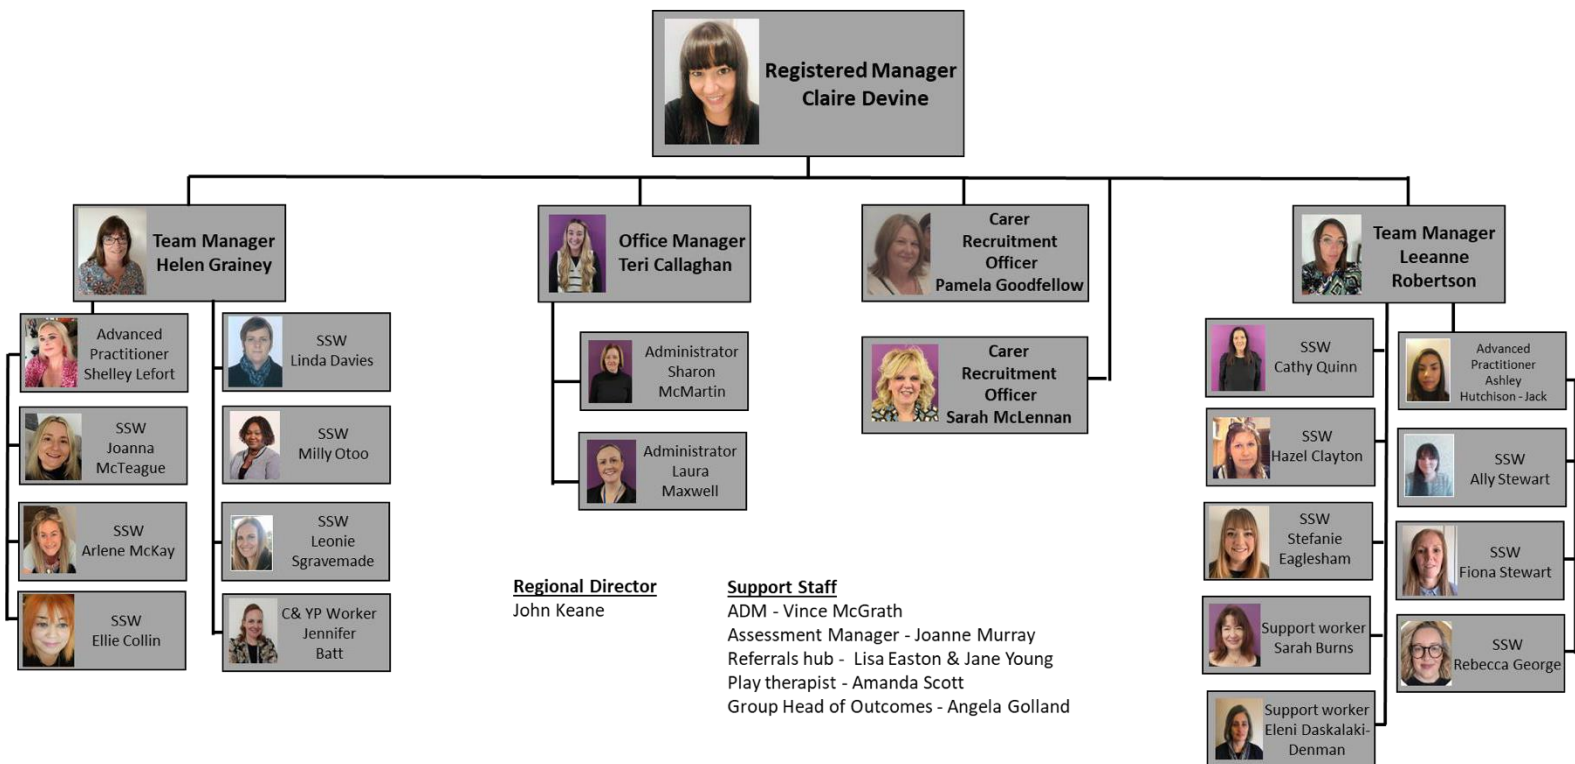 Registered Manager
Claire Devine
Team Manager
Helen Grainey
Office Manager
Teri Callaghan
Carer
Recruitment
Officer
Pamela Goodfellow
Team Manager
Leeanne
Robertson
Advanced
Practitioner
Shelley Lefort
SSW
Joanna
McTeague
SSW
Arlene McKay
SSW
Ellie Collin
SSW
Linda Davies
SSW
Milly Otoo
SSW
Leonie
Sgravemade
C& YP Worker
Jennifer
Batt
Administrator
Sharon
McMartin
Administrator
Laura
Maxwell
Carer
Recruitment
Officer
Sarah McLennan
SSW
Cathy Quinn
SSW
Hazel Clayton
SSW
Stefanie
Eaglesham
Support worker
Sarah Burns
Support worker
Eleni Daskalaki-
Denman
Advanced
Practitioner
Ashley
Hutchison - Jack
SSW
Ally Stewart
SSW
Fiona Stewart
SSW
Rebecca George
Regional Director
John Keane
Support Staff
ADM - Vince McGrath
Assessment Manager - Joanne Murray
Referrals hub -  Lisa Easton & Jane Young
Play therapist - Amanda Scott
Group Head of Outcomes - Angela Golland